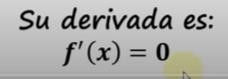 Su derivada es:
f'(x) = 0